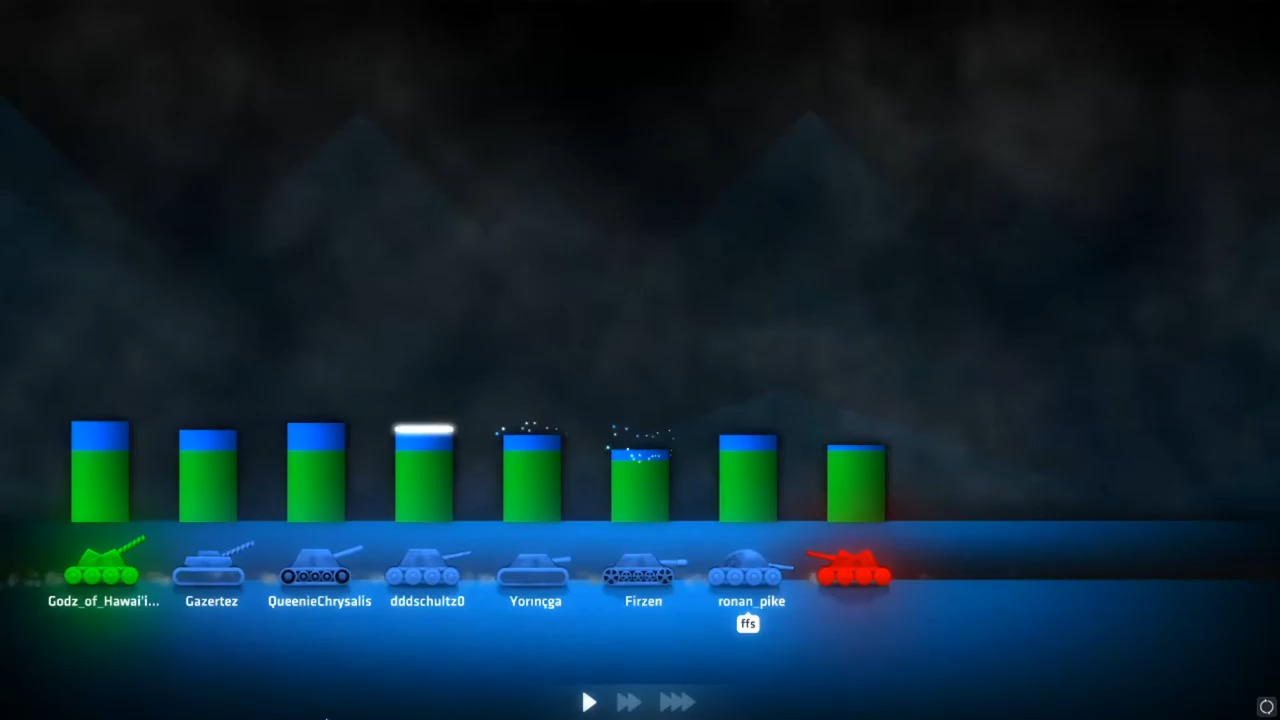 Godz_of_Hawai'i...
Gazertez
QueenieChrysalis
dddschultz0
Yorınçga
Firzen
ronan_pike
ffs